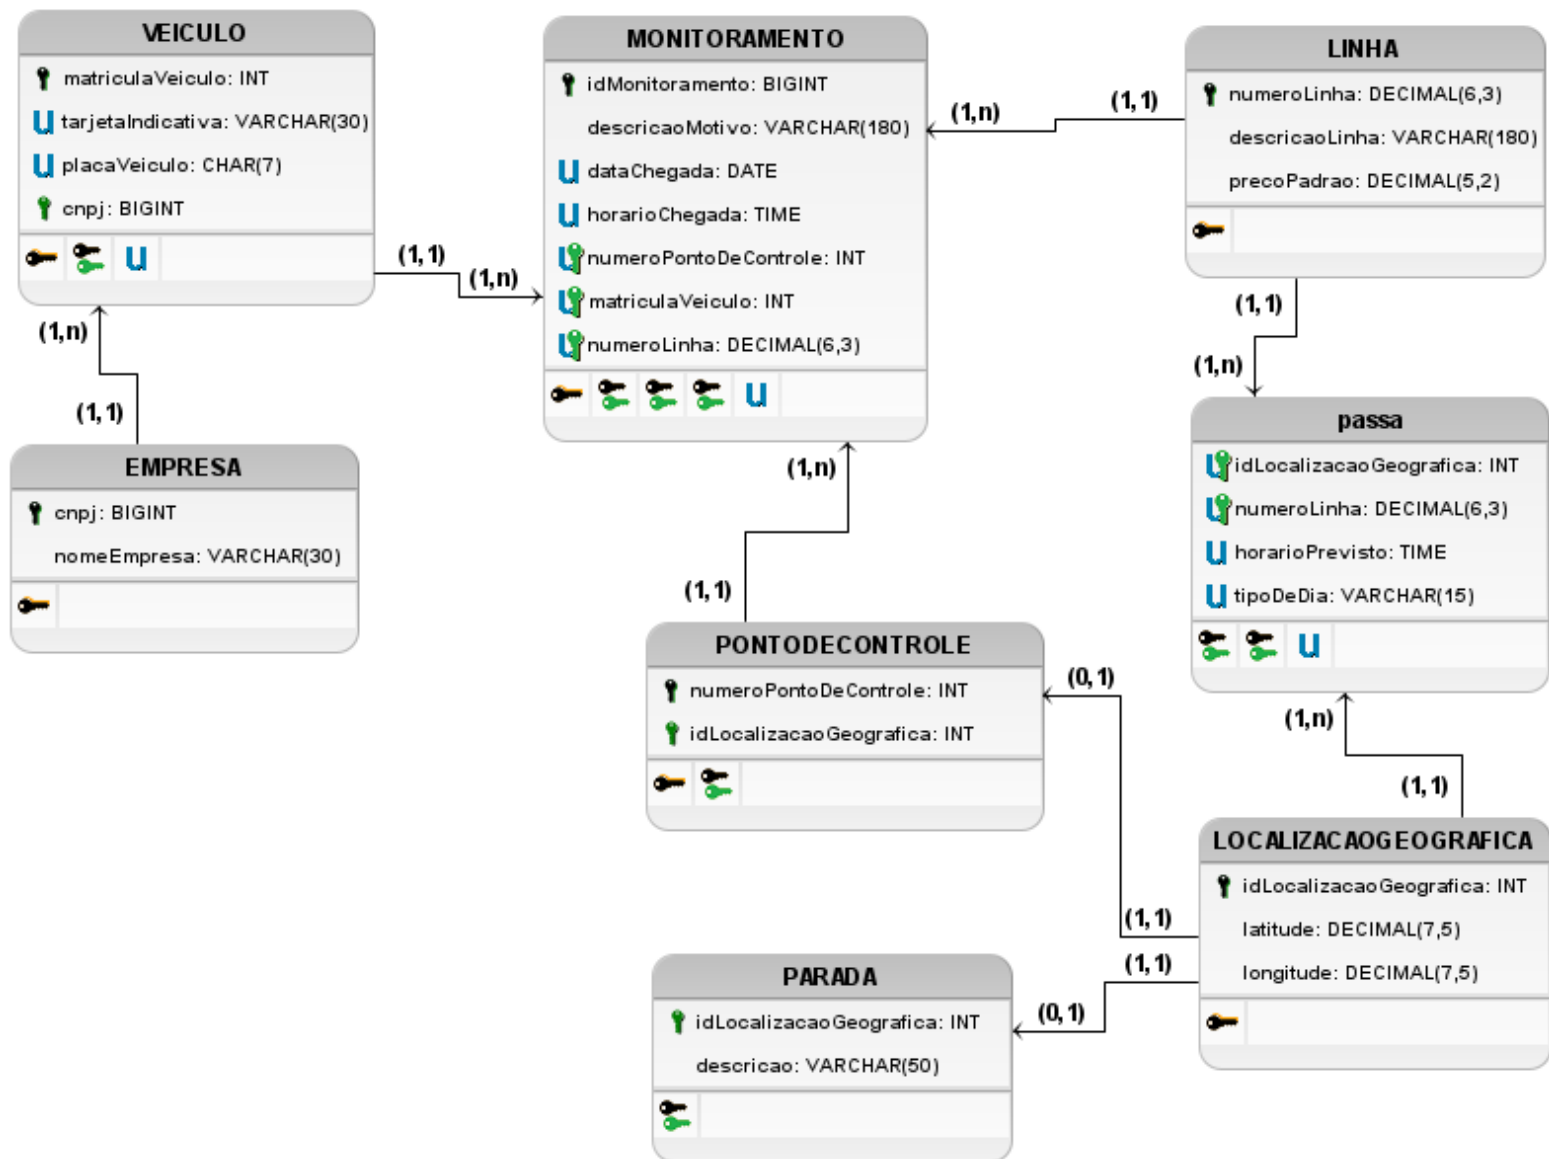 VEICULO
matriculaVeiculo: INT
tarjetaIndicativa: VARCHAR(30)
placaVeiculo: CHAR(7)
cnpj: BIGINT
(1,1)
(1,n)
(1,n)
(1,1)
EMPRESA
cnpj: BIGINT
nomeEmpresa: VARCHAR(30)
MONITORAMENTO
idMonitoramento: BIGINT
descricaoMotivo: VARCHAR(180)
dataChegada: DATE
horarioChegada: TIME
numeroPontoDeControle: INT
matriculaVeiculo: INT
numeroLinha: DECIMAL(6,3)
(1,n)
(1,1)
LINHA
numeroLinha: DECIMAL(6,3)
descricaoLinha: VARCHAR(180)
precoPadrao: DECIMAL(5,2)
(1,1)
(1,n)
passa
idLocalizacaoGeografica: INT
numeroLinha: DECIMAL(6,3)
horarioPrevisto: TIME
tipoDeDia: VARCHAR(15)
(1,n)
(1,1)
(1,n)
(1,1)
PONTODECONTROLE
numeroPontoDeControle: INT
idLocalizacaoGeografica: INT
(0,1)
(1,1)
LOCALIZACAOGEOGRAFICA
idLocalizacaoGeografica: INT
latitude: DECIMAL(7,5)
longitude: DECIMAL(7,5)
(1,1)
(0,1)
PARADA
idLocalizacaoGeografica: INT
descricao: VARCHAR(50)